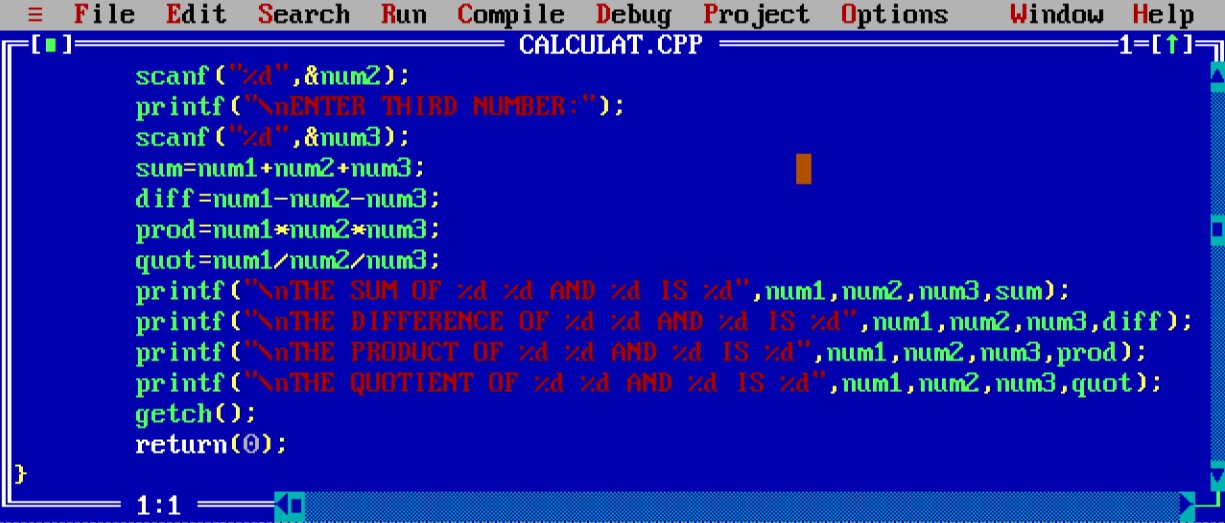 ≡ File Edit Search Run Compile Debug Project Options Window Help
[■] CALCULAT.CPP 1=[↑]
scanf("%d",&num2);
printf("\nENTER THIRD NUMBER:");
scanf("%d",&num3);
sum=num1+num2+num3;
diff=num1-num2-num3;
prod=num1*num2*num3;
quot=num1/num2/num3;
printf("\nTHE SUM OF %d %d AND %d IS %d",num1,num2,num3,sum);
printf("\nTHE DIFFERENCE OF %d %d AND %d IS %d",num1,num2,num3,diff);
printf("\nTHE PRODUCT OF %d %d AND %d IS %d",num1,num2,num3,prod);
printf("\nTHE QUOTIENT OF %d %d AND %d IS %d",num1,num2,num3,quot);
getch();
return(0);
}
1:1